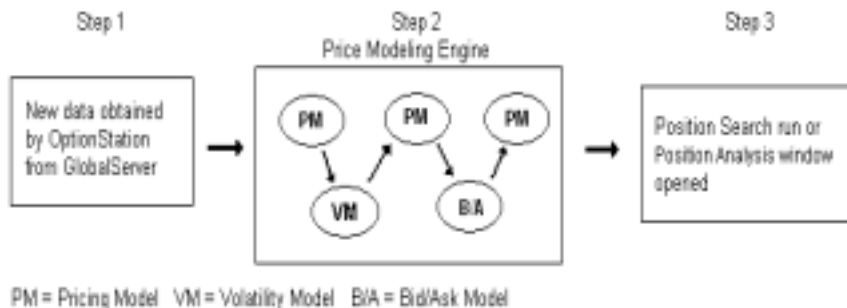 Step 1
Step 2
Step 3
Price Modeling Engine
New data obtained
by OptionStation
from GlobalServer
PM
PM
PM
VM
B/A
Position Search run or
Position Analysis window
opened
PM = Pricing Model VM = Volatility Model B/A = Bid/Ask Model